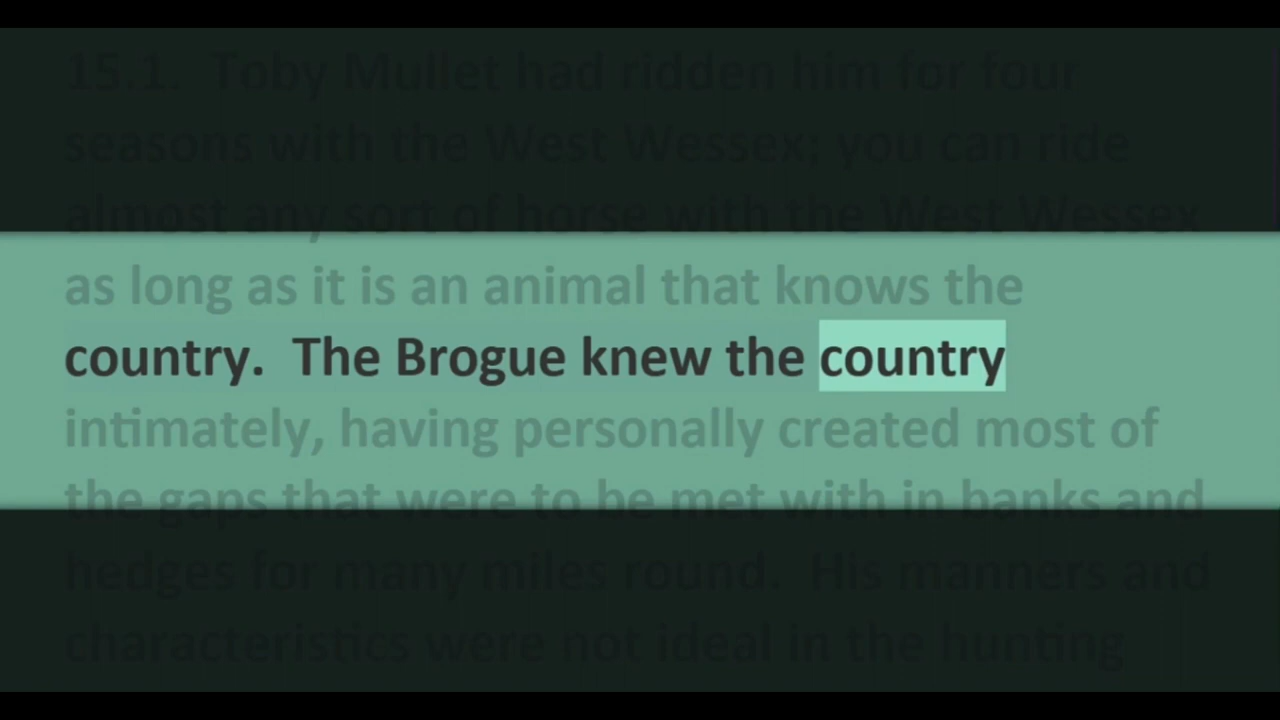 15.1.  Toby Mullet had ridden him for four
seasons with the West Wessex; you can ride
almost any sort of horse with the West Wessex
as long as it is an animal that knows the
country.  The Brogue knew the country
intimately, having personally created most of
the gaps that were to be met with in banks and
hedges for many miles round.  His manners and
characteristics were not ideal in the hunting